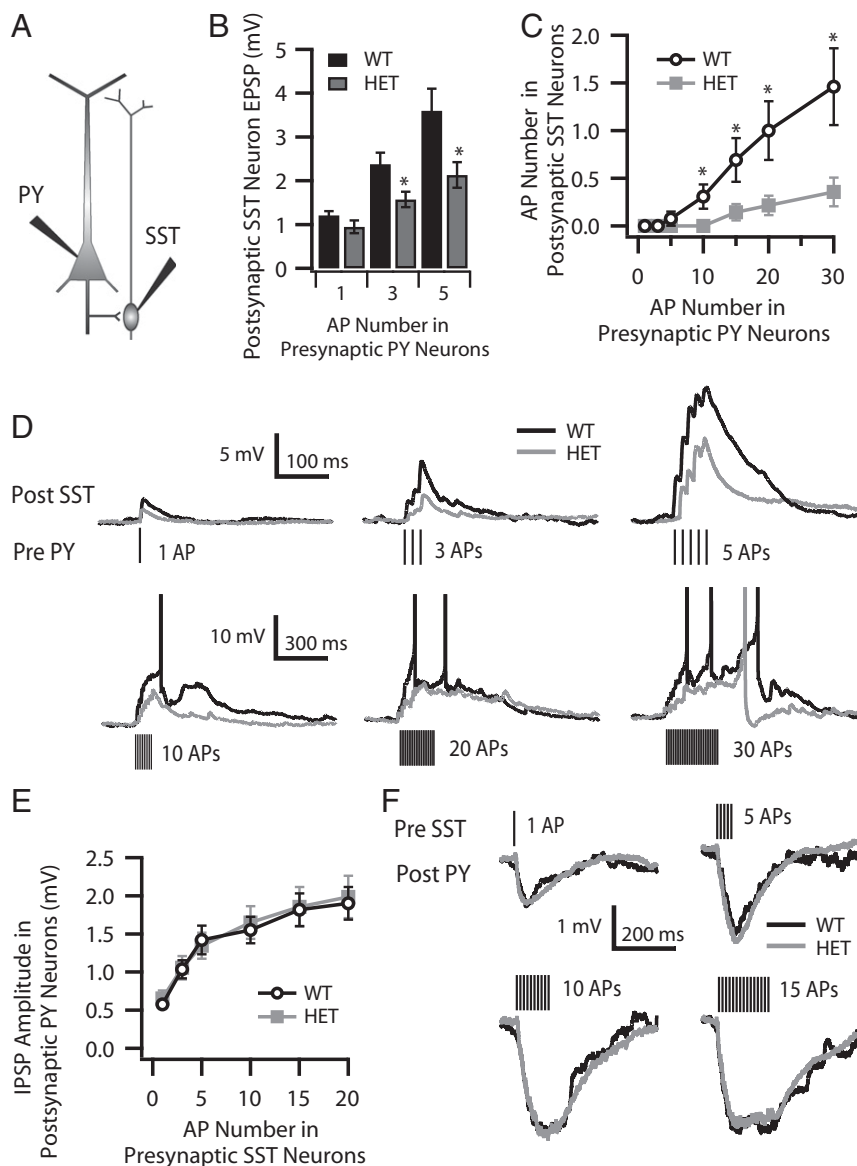 A
PY
SST
B
Postsynaptic SST Neuron EPSP (mV)
5
4
3
2
1
0
WT
HET
*
*
1 3 5
AP Number in
Presynaptic PY Neurons
C
AP Number in
Postsynaptic SST Neurons
2.0
1.5
1.0
0.5
0.0
WT
HET
*
*
*
*
*
0 10 20 30
AP Number in
Presynaptic PY Neurons
D
5 mV
100 ms
WT
HET
Post SST
Pre PY
1 AP
3 APs
5 APs
10 mV
300 ms
10 APs
20 APs
30 APs
E
IPSP Amplitude in
Postsynaptic PY Neurons (mV)
2.5
2.0
1.5
1.0
0.5
0.0
WT
HET
0 5 10 15 20
AP Number in
Presynaptic SST Neurons
F
Pre SST
1 AP
5 APs
Post PY
1 mV
200 ms
WT
HET
10 APs
15 APs